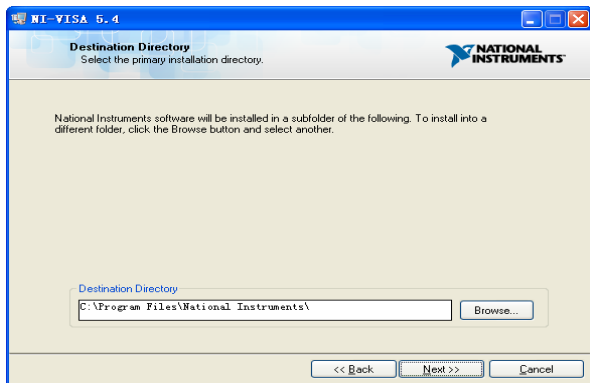 NI-VISA 5.4
Destination Directory
Select the primary installation directory.
NATIONAL
INSTRUMENTS
National Instruments software will be installed in a subfolder of the following. To install into a
different folder, click the Browse button and select another.
Destination Directory
C:\Program Files\National Instruments\
Browse...
<< Back
Next >>
Cancel